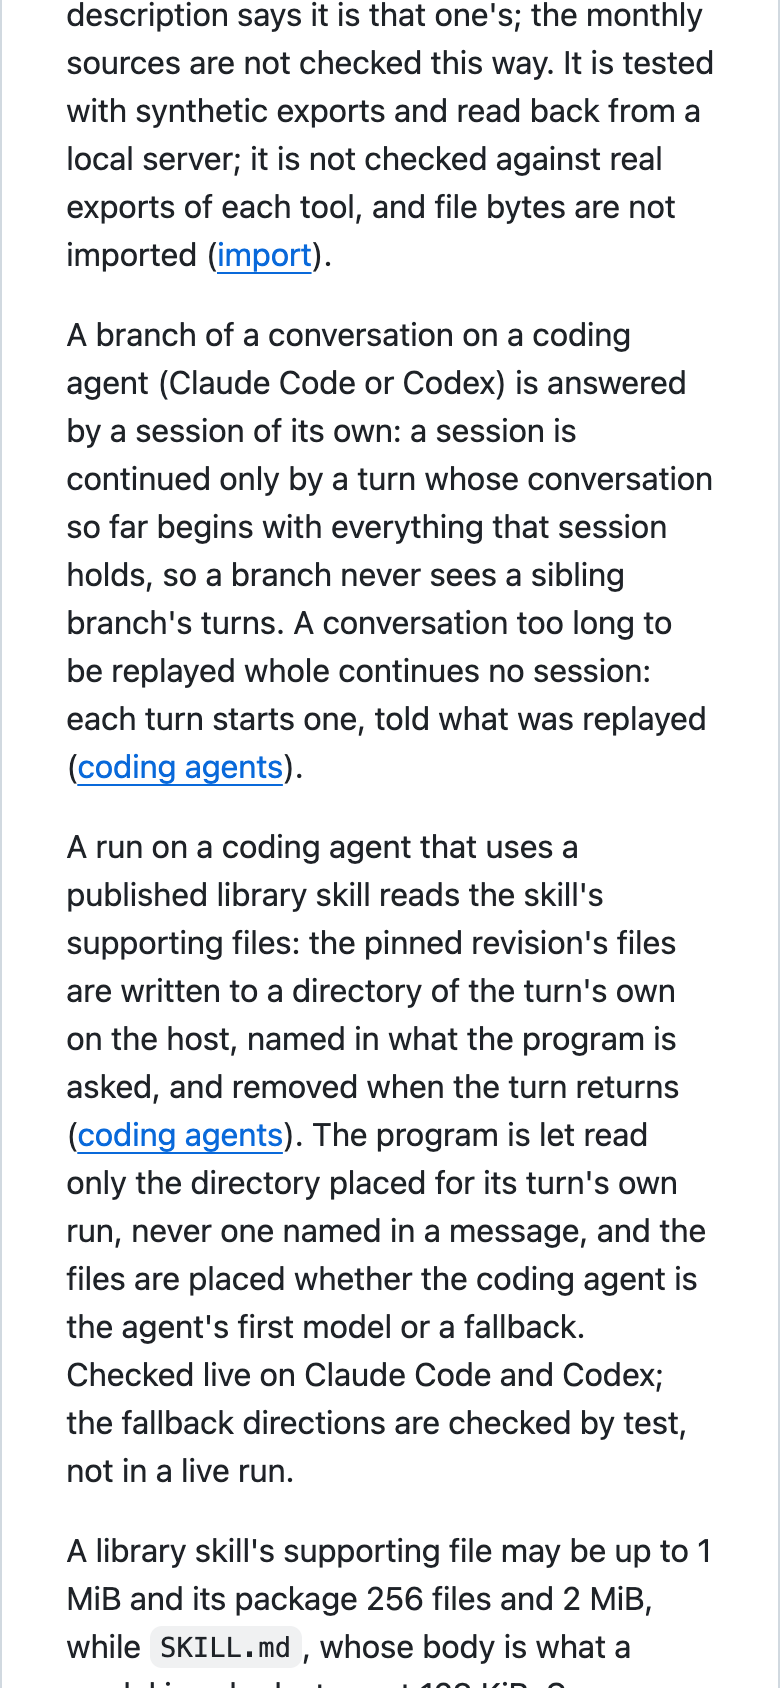 description says it is that one's; the monthly
sources are not checked this way. It is tested
with synthetic exports and read back from a
local server; it is not checked against real
exports of each tool, and file bytes are not
imported (import).
A branch of a conversation on a coding
agent (Claude Code or Codex) is answered
by a session of its own: a session is
continued only by a turn whose conversation
so far begins with everything that session
holds, so a branch never sees a sibling
branch's turns. A conversation too long to
be replayed whole continues no session:
each turn starts one, told what was replayed
(coding agents).
A run on a coding agent that uses a
published library skill reads the skill's
supporting files: the pinned revision's files
are written to a directory of the turn's own
on the host, named in what the program is
asked, and removed when the turn returns
(coding agents). The program is let read
only the directory placed for its turn's own
run, never one named in a message, and the
files are placed whether the coding agent is
the agent's first model or a fallback.
Checked live on Claude Code and Codex;
the fallback directions are checked by test,
not in a live run.
A library skill's supporting file may be up to 1
MiB and its package 256 files and 2 MiB,
while SKILL.md, whose body is what a